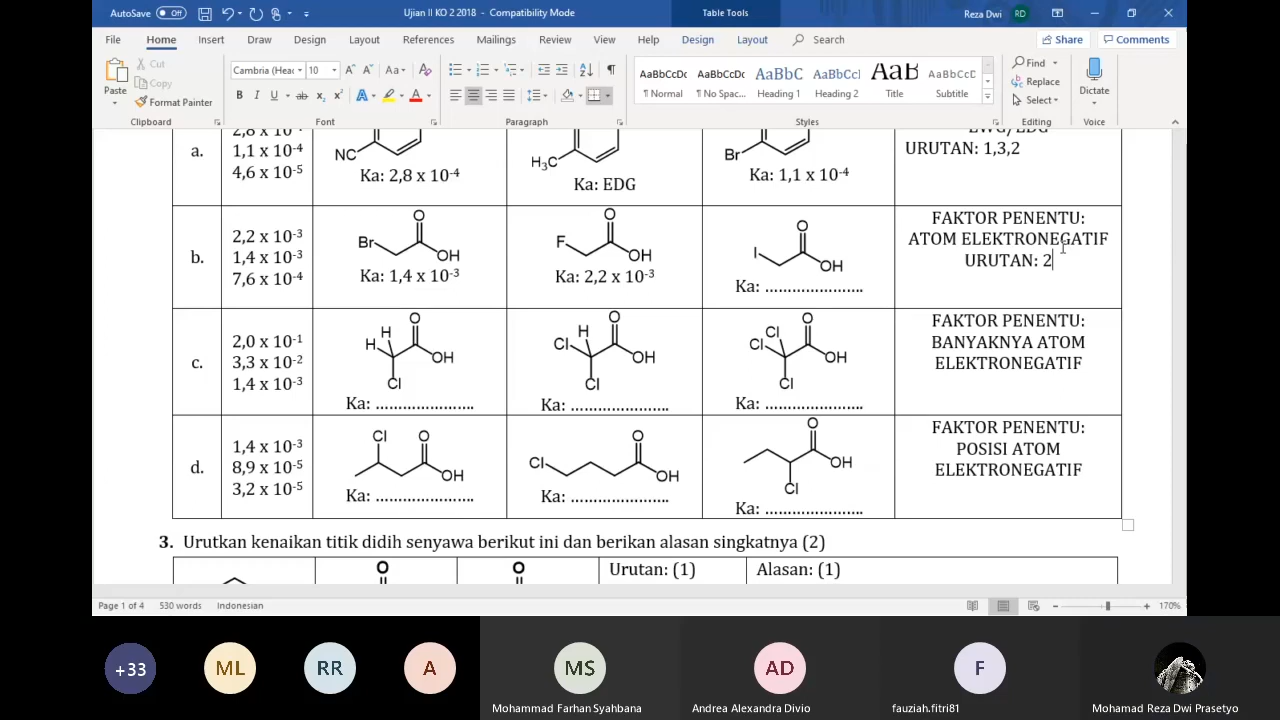 AutoSave Off
Ujian II KO 2 2018 - Compatibility Mode
Table Tools
Reza Dwi RD
File Home Insert Draw Design Layout References Mailings Review View Help Design Layout Search Share Comments
Paste
Cut
Copy
Format Painter
Clipboard
Cambria (Hea 10
Font
Paragraph
AaBbCcDc AaBbCcDc AaBbC AaBbCcI AaB AaBbCcD
¶ Normal ¶ No Spac... Heading 1 Heading 2 Title Subtitle
Styles
Find
Replace
Select
Editing
Dictate
Voice
a.
2,8 x 10⁻⁴
1,1 x 10⁻⁴
4,6 x 10⁻⁵
NC
Ka: 2,8 x 10⁻⁴
H₃C
Ka: EDG
Br
Ka: 1,1 x 10⁻⁴
EWG/EDG
URUTAN: 1,3,2
b.
2,2 x 10⁻³
1,4 x 10⁻³
7,6 x 10⁻⁴
Br O OH
Ka: 1,4 x 10⁻³
F O OH
Ka: 2,2 x 10⁻³
I O OH
Ka: ......................
FAKTOR PENENTU:
ATOM ELEKTRONEGATIF
URUTAN: 2
c.
2,0 x 10⁻¹
3,3 x 10⁻²
1,4 x 10⁻³
H H O OH Cl
Ka: ......................
Cl H O OH Cl
Ka: ......................
Cl Cl O OH Cl
Ka: ......................
FAKTOR PENENTU:
BANYAKNYA ATOM
ELEKTRONEGATIF
d.
1,4 x 10⁻³
8,9 x 10⁻⁵
3,2 x 10⁻⁵
Cl O OH
Ka: ......................
Cl O OH
Ka: ......................
O OH Cl
Ka: ......................
FAKTOR PENENTU:
POSISI ATOM
ELEKTRONEGATIF
3. Urutkan kenaikan titik didih senyawa berikut ini dan berikan alasan singkatnya (2)
O O Urutan: (1) Alasan: (1)
Page 1 of 4 530 words Indonesian 170%
+33 ML RR A MS AD F
Mohammad Farhan Syahbana Andrea Alexandra Divio fauziah.fitri81 Mohamad Reza Dwi Prasetyo